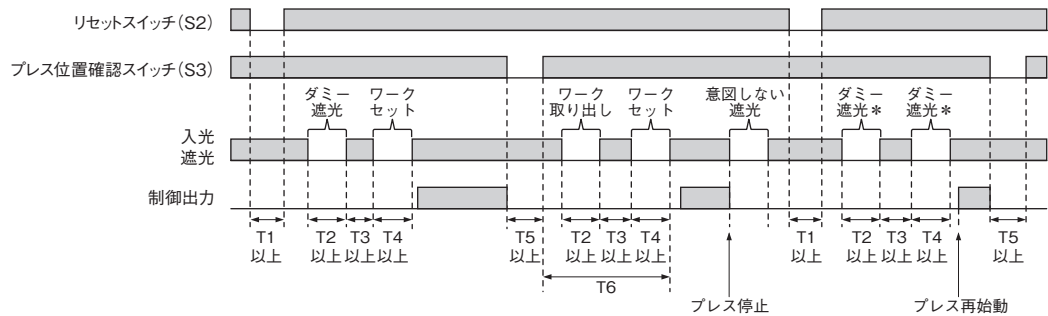 リセットスイッチ(S2)
プレス位置確認スイッチ(S3)
ダミー
遮光
ワーク
セット
ワーク
取り出し
ワーク
セット
意図しない
遮光
ダミー
遮光＊
ダミー
遮光＊
入光
遮光
制御出力
T1
以上
T2
以上
T3
以上
T4
以上
T5
以上
T2
以上
T3
以上
T4
以上
T6
T1
以上
T2
以上
T3
以上
T4
以上
T5
以上
プレス停止
プレス再始動